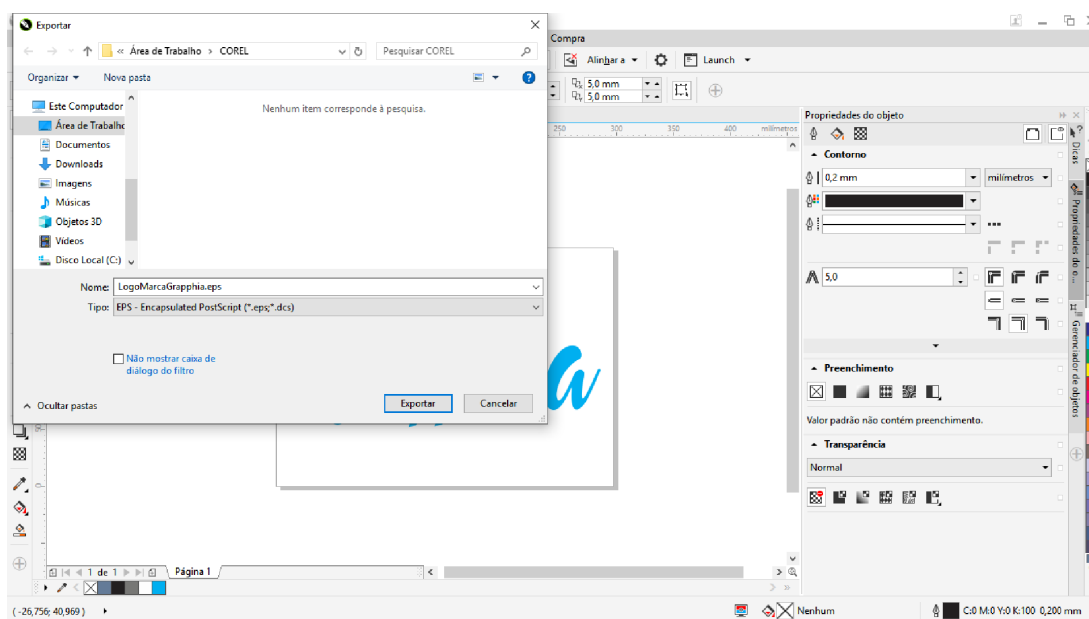 Exportar
Área de Trabalho > COREL
Pesquisar COREL
Organizar
Nova pasta
Este Computador
Área de Trabalho
Documentos
Downloads
Imagens
Músicas
Objetos 3D
Vídeos
Disco Local (C:)
Nenhum item corresponde à pesquisa.
Nome: LogoMarcaGrapphia.eps
Tipo: EPS - Encapsulated PostScript (*.eps;*.dcs)
Não mostrar caixa de
diálogo do filtro
Ocultar pastas
Exportar
Cancelar
Compra
Alinhar a
Launch
5,0 mm
5,0 mm
250 300 350 400 milímetros
a
Propriedades do objeto
Contorno
0,2 mm
milímetros
5,0
Preenchimento
Valor padrão não contém preenchimento.
Transparência
Normal
Dicas
Propriedades do o...
Gerenciador de objetos
1 de 1
Página 1
( -26,756; 40,969 )
Nenhum
C:0 M:0 Y:0 K:100 0,200 mm